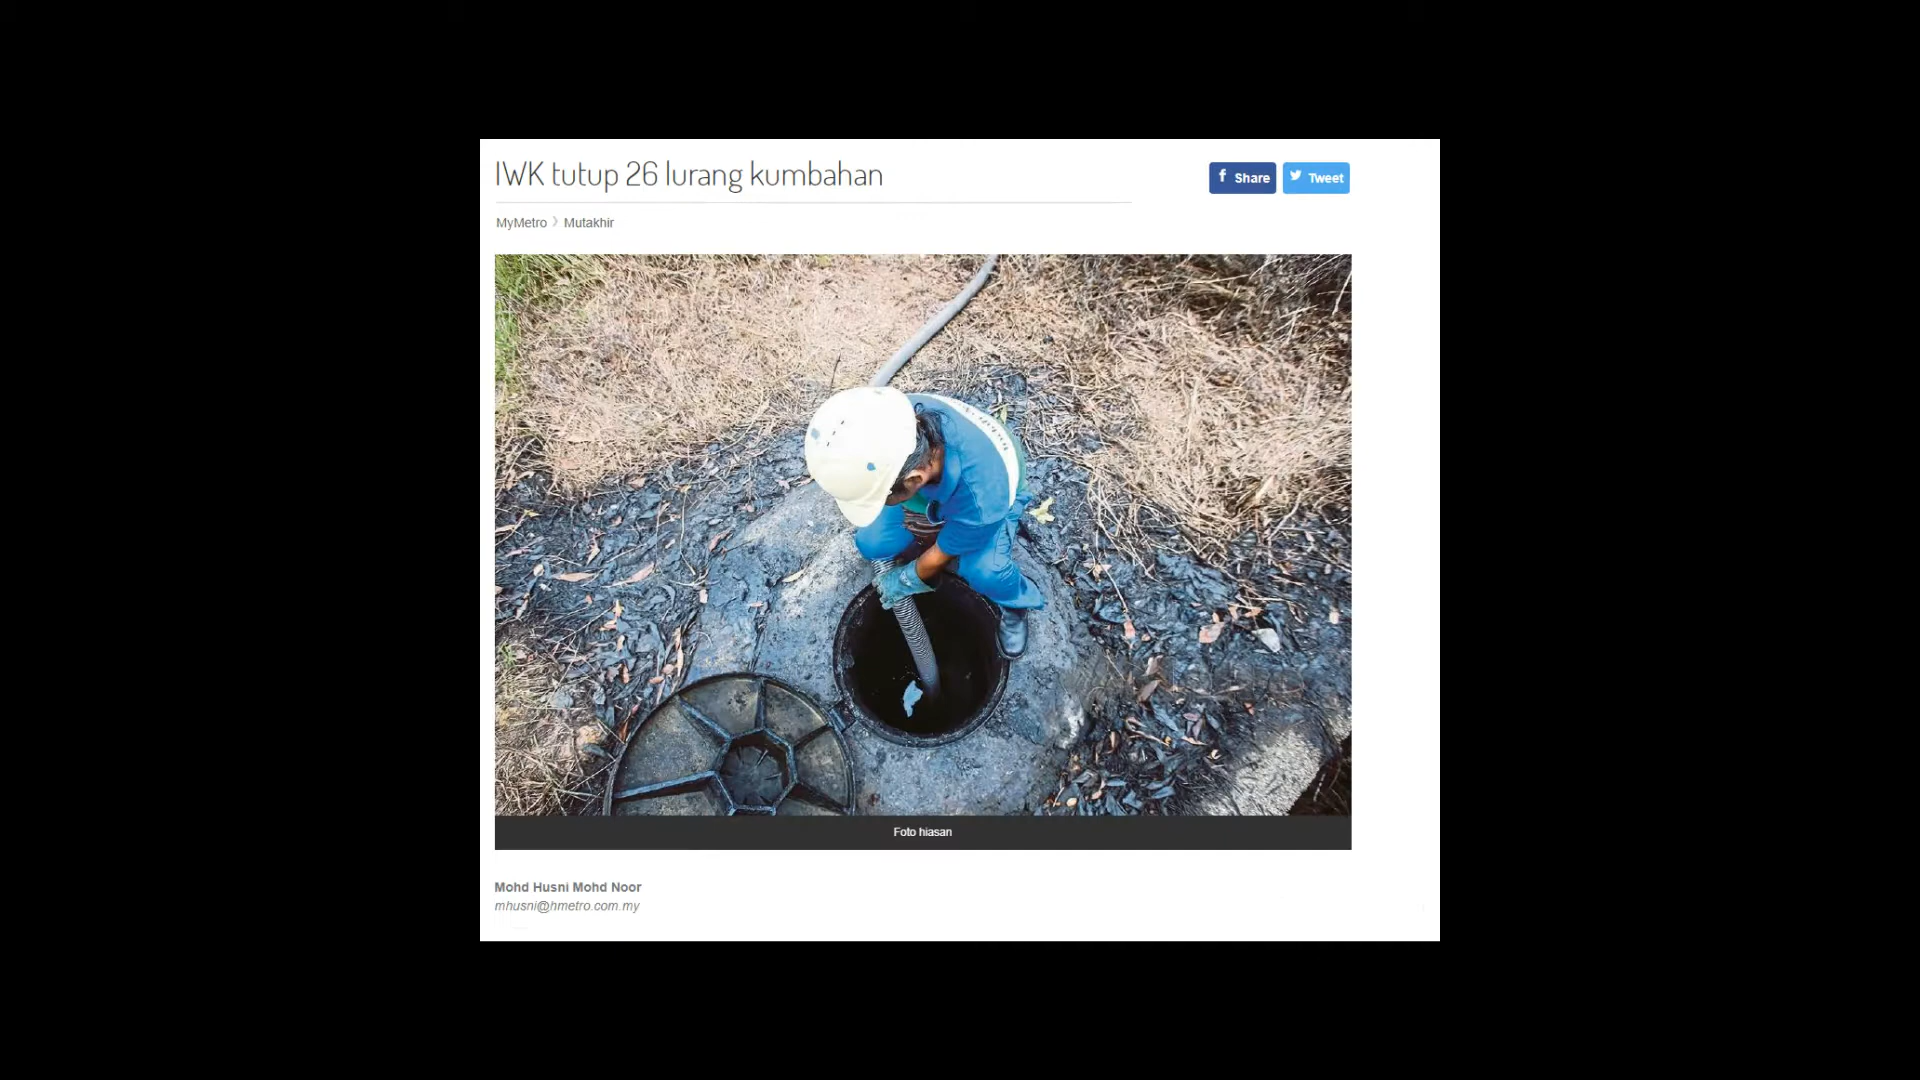 IWK tutup 26 lurang kumbahan
Share
Tweet
MyMetro 》 Mutakhir
Foto hiasan
Mohd Husni Mohd Noor
mhusni@hmetro.com.my